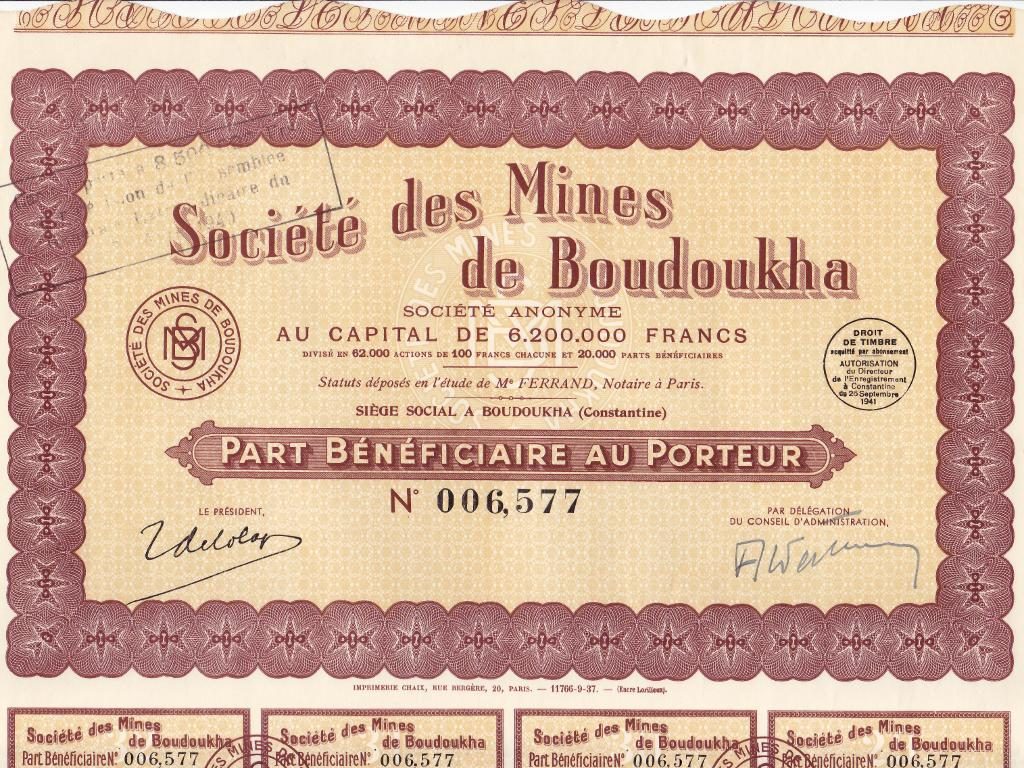 8 50
semblee
du
Société des Mines
de Boudoukha
SOCIÉTÉ DES MINES DE BOUDOUKHA
SOCIÉTÉ ANONYME
AU CAPITAL DE 6.200.000 FRANCS
DIVISÉ EN 62.000 ACTIONS DE 100 FRANCS CHACUNE ET 20.000 PARTS BÉNÉFICIAIRES
Statuts déposés en l'étude de Me FERRAND, Notaire à Paris.
SIÈGE SOCIAL A BOUDOUKHA (Constantine)
DROIT
DE TIMBRE
acquitté par abonnement
AUTORISATION
du Directeur
de l'Enregistrement
à Constantine
du 26 Septembre
1941
PART BÉNÉFICIAIRE AU PORTEUR
N° 006,577
LE PRÉSIDENT,
PAR DÉLÉGATION
DU CONSEIL D'ADMINISTRATION,
IMPRIMERIE CHAIX, RUE BERGÈRE, 20, PARIS. — 11766-9-37. — (Encre Lorilleux).
Société des Mines
de Boudoukha
Part Bénéficiaire N° 006.577
Société des Mines
de Boudoukha
Part Bénéficiaire N° 006.577
Société des Mines
de Boudoukha
Part Bénéficiaire N° 006.577
Société des Mines
de Boudoukha
Part Bénéficiaire N° 006.577